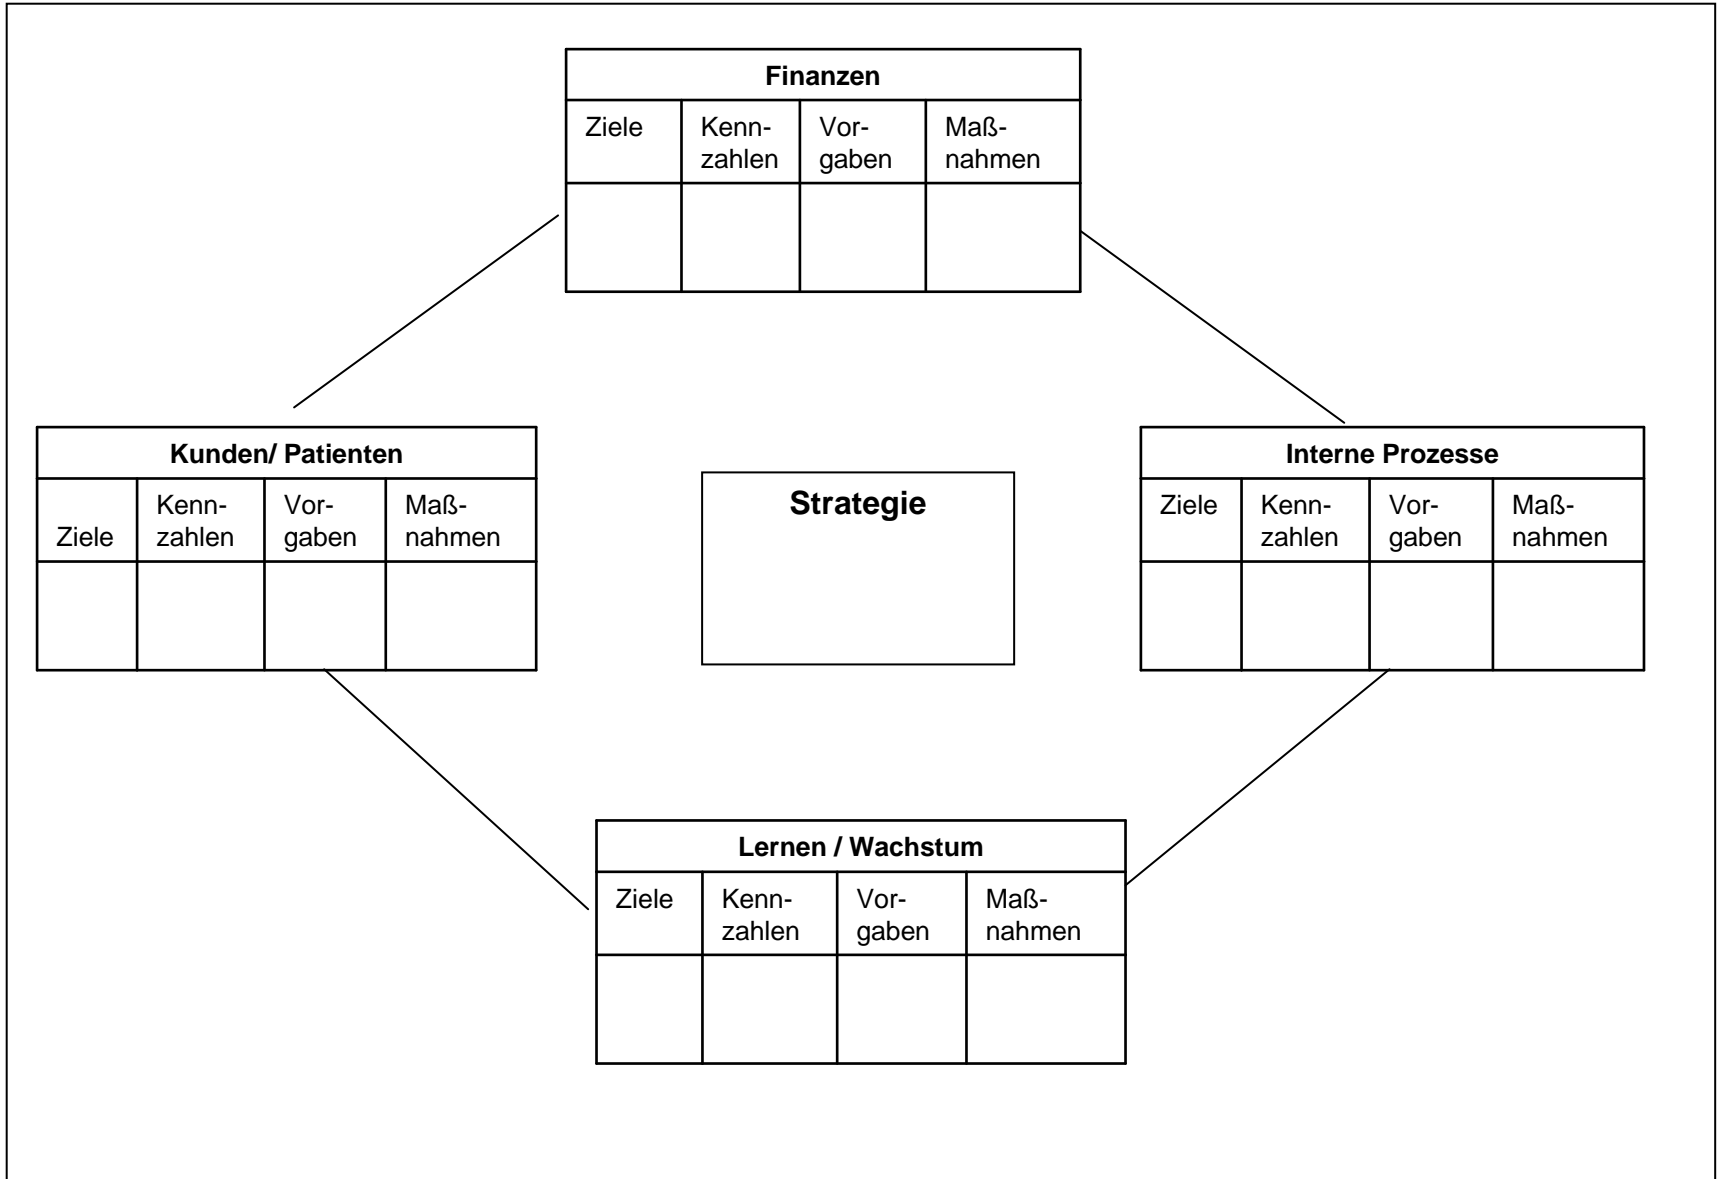 Finanzen
Ziele
Kenn-
zahlen
Vor-
gaben
Maß-
nahmen
Kunden/ Patienten
Ziele
Kenn-
zahlen
Vor-
gaben
Maß-
nahmen
Strategie
Interne Prozesse
Ziele
Kenn-
zahlen
Vor-
gaben
Maß-
nahmen
Lernen / Wachstum
Ziele
Kenn-
zahlen
Vor-
gaben
Maß-
nahmen